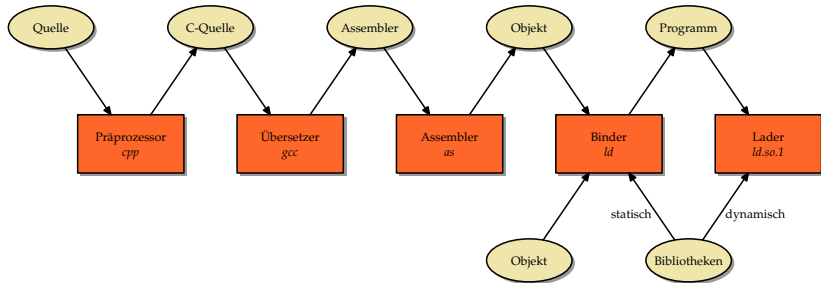 Quelle
C-Quelle
Assembler
Objekt
Programm
Präprozessor
cpp
Übersetzer
gcc
Assembler
as
Binder
ld
Lader
ld.so.1
statisch
dynamisch
Objekt
Bibliotheken